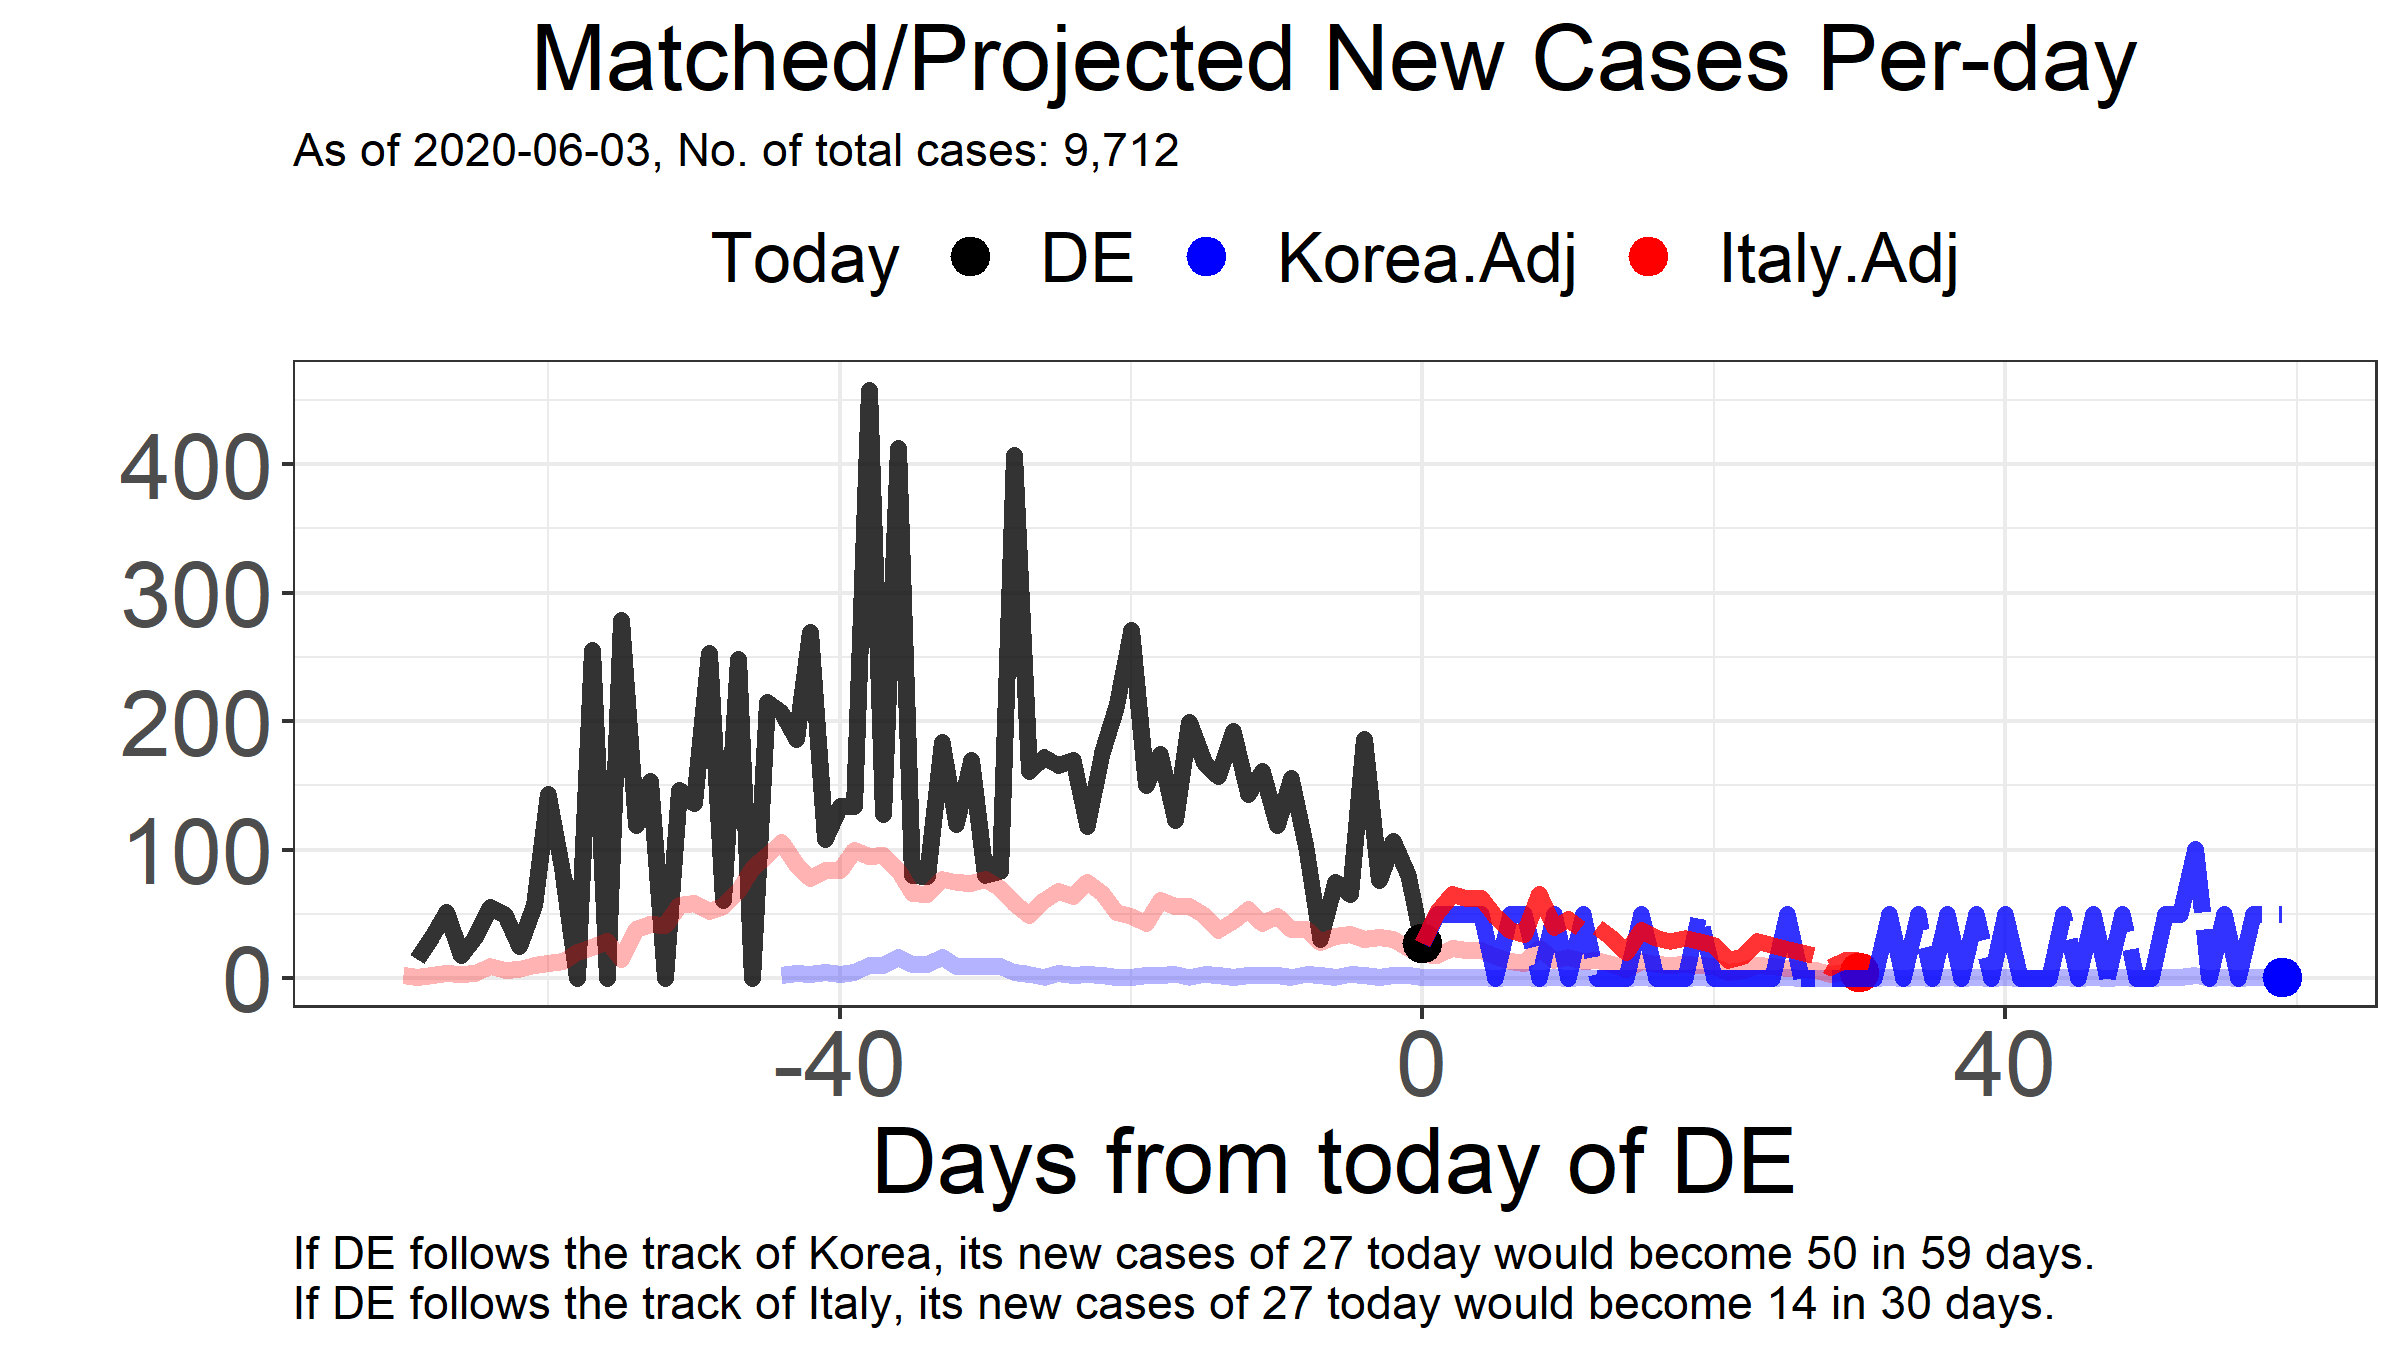 Matched/Projected New Cases Per-day
As of 2020-06-03, No. of total cases: 9,712
Today DE Korea.Adj Italy.Adj
400
300
200
100
0
-40 0 40
Days from today of DE
If DE follows the track of Korea, its new cases of 27 today would become 50 in 59 days.
If DE follows the track of Italy, its new cases of 27 today would become 14 in 30 days.